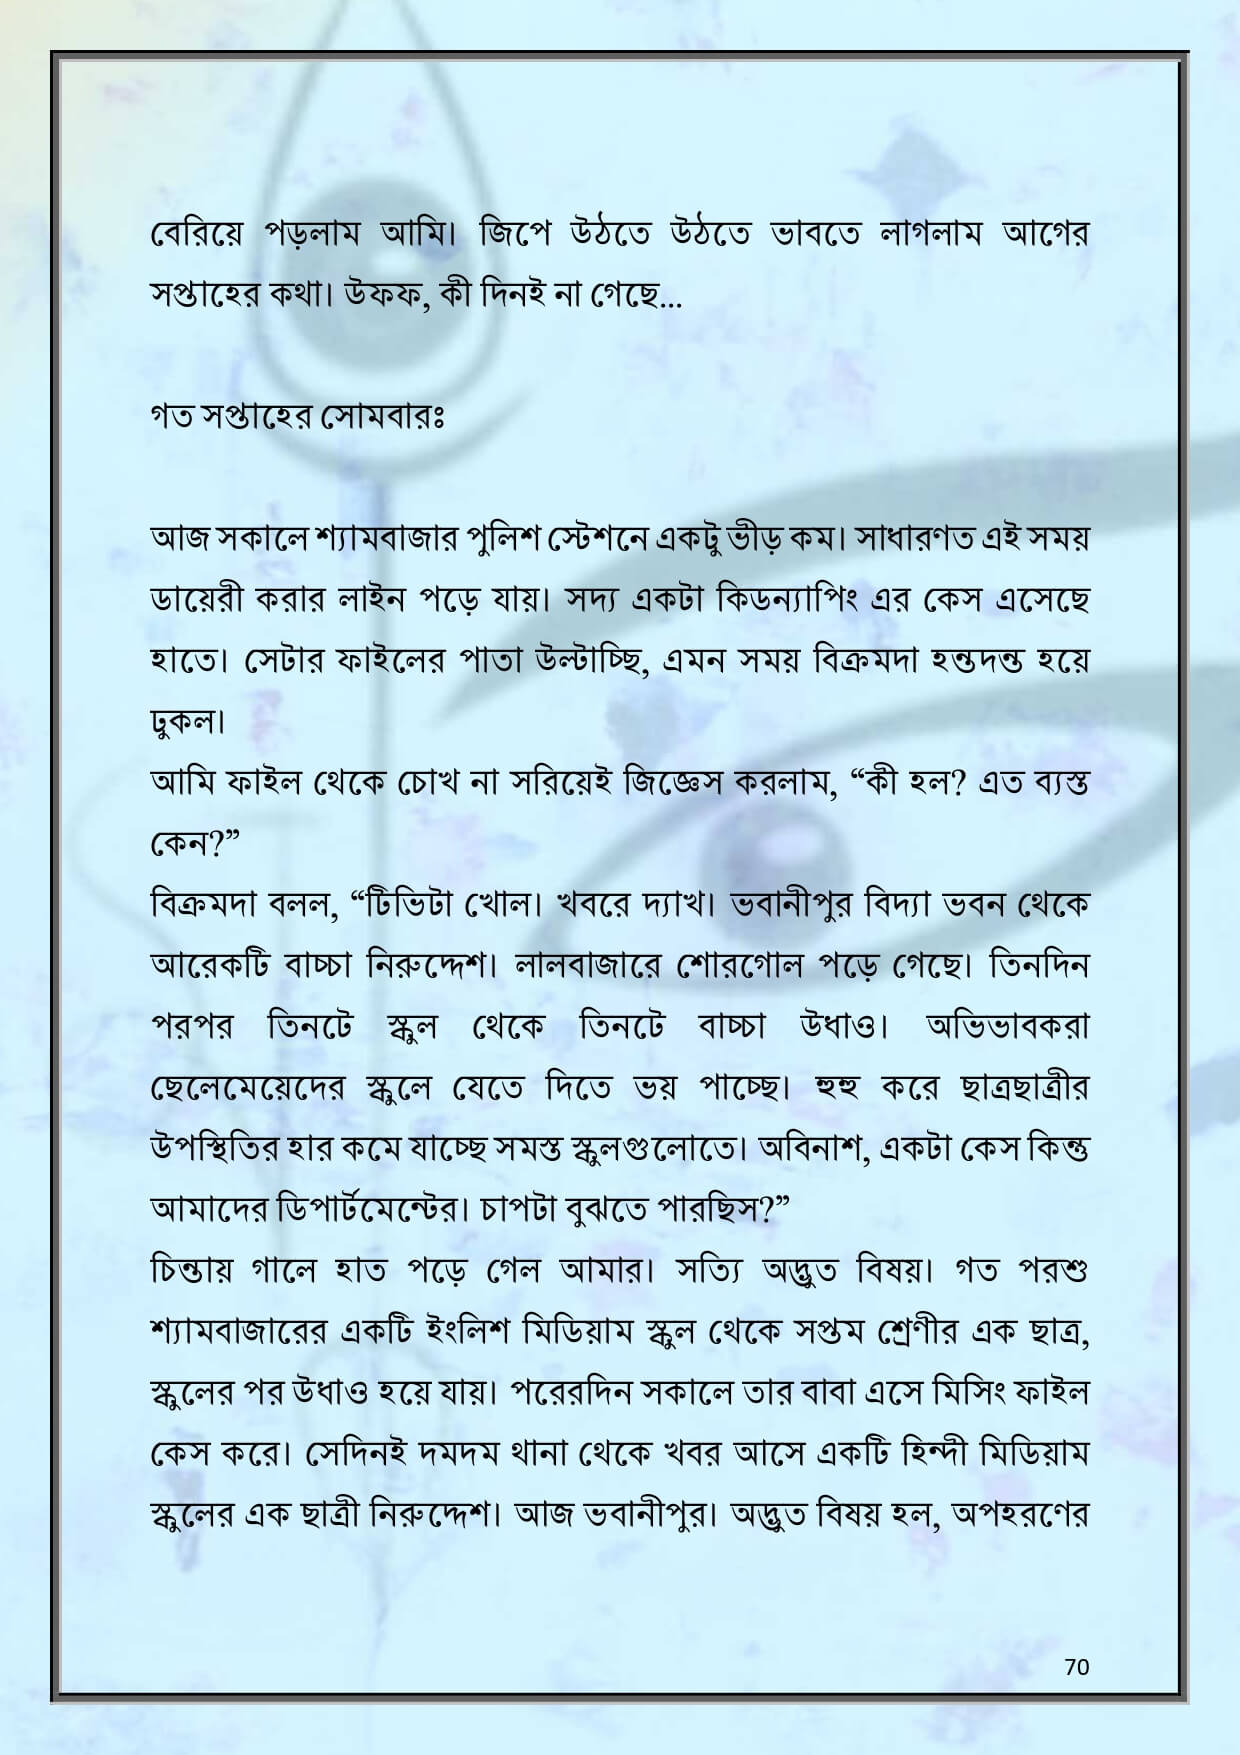 বেরিয়ে পড়লাম আমি। জিপে উঠতে উঠতে ভাবতে লাগলাম আগের
সপ্তাহের কথা। উফফ, কী দিনই না গেছে...
গত সপ্তাহের সোমবারঃ
আজ সকালে শ্যামবাজার পুলিশ স্টেশনে একটু ভীড় কম। সাধারণত এই সময়
ডায়েরী করার লাইন পড়ে যায়। সদ্য একটা কিডন্যাপিং এর কেস এসেছে
হাতে। সেটার ফাইলের পাতা উল্টাচ্ছি, এমন সময় বিক্রমদা হন্তদন্ত হয়ে
ঢুকল।
আমি ফাইল থেকে চোখ না সরিয়েই জিজ্ঞেস করলাম, “কী হল? এত ব্যস্ত
কেন?”
বিক্রমদা বলল, “টিভিটা খোল। খবরে দ্যাখ। ভবানীপুর বিদ্যা ভবন থেকে
আরেকটি বাচ্চা নিরুদ্দেশ। লালবাজারে শোরগোল পড়ে গেছে। তিনদিন
পরপর তিনটে স্কুল থেকে তিনটে বাচ্চা উধাও। অভিভাবকরা
ছেলেমেয়েদের স্কুলে যেতে দিতে ভয় পাচ্ছে। হুহু করে ছাত্রছাত্রীর
উপস্থিতির হার কমে যাচ্ছে সমস্ত স্কুলগুলোতে। অবিনাশ, একটা কেস কিন্তু
আমাদের ডিপার্টমেন্টের। চাপটা বুঝতে পারছিস?”
চিন্তায় গালে হাত পড়ে গেল আমার। সত্যি অদ্ভুত বিষয়। গত পরশু
শ্যামবাজারের একটি ইংলিশ মিডিয়াম স্কুল থেকে সপ্তম শ্রেণীর এক ছাত্র,
স্কুলের পর উধাও হয়ে যায়। পরেরদিন সকালে তার বাবা এসে মিসিং ফাইল
কেস করে। সেদিনই দমদম থানা থেকে খবর আসে একটি হিন্দী মিডিয়াম
স্কুলের এক ছাত্রী নিরুদ্দেশ। আজ ভবানীপুর। অদ্ভুত বিষয় হল, অপহরণের
70